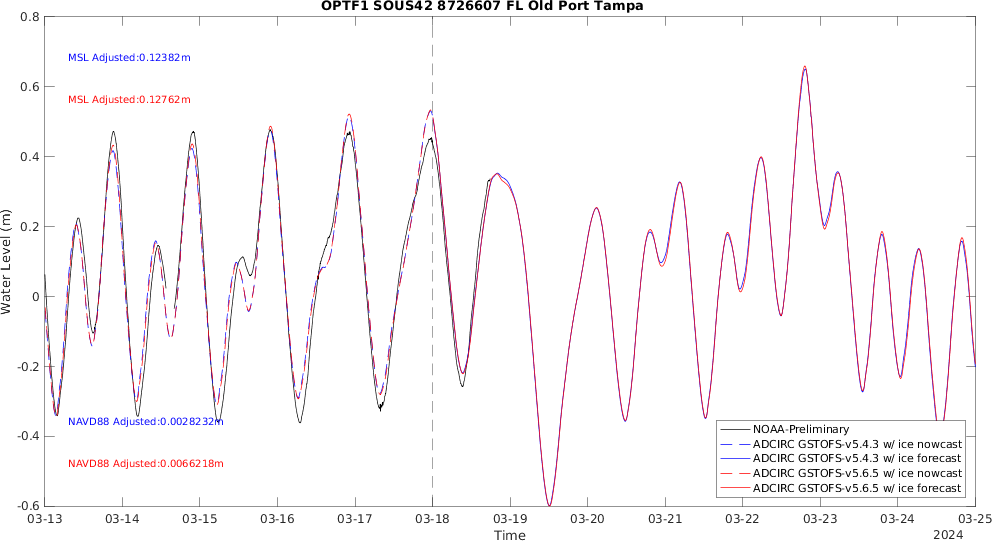 OPTF1 SOUS42 8726607 FL Old Port Tampa
0.8
0.6
0.4
0.2
0
-0.2
-0.4
-0.6
Water Level (m)
MSL Adjusted:0.12382m
MSL Adjusted:0.12762m
NAVD88 Adjusted:0.0028232m
NAVD88 Adjusted:0.0066218m
NOAA-Preliminary
ADCIRC GSTOFS-v5.4.3 w/ ice nowcast
ADCIRC GSTOFS-v5.4.3 w/ ice forecast
ADCIRC GSTOFS-v5.6.5 w/ ice nowcast
ADCIRC GSTOFS-v5.6.5 w/ ice forecast
03-13 03-14 03-15 03-16 03-17 03-18 03-19 03-20 03-21 03-22 03-23 03-24 03-25
Time
2024